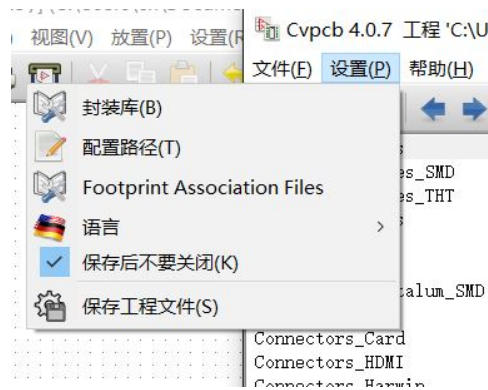 视图(V) 放置(P) 设置(R
Cvpcb 4.0.7 工程 'C:\U
文件(F) 设置(P) 帮助(H)
封装库(B)
配置路径(T)
Footprint Association Files
语言
保存后不要关闭(K)
保存工程文件(S)
es_SMD
es_THT
talum_SMD
Connectors_Card
Connectors_HDMI
Connectors_Harwin